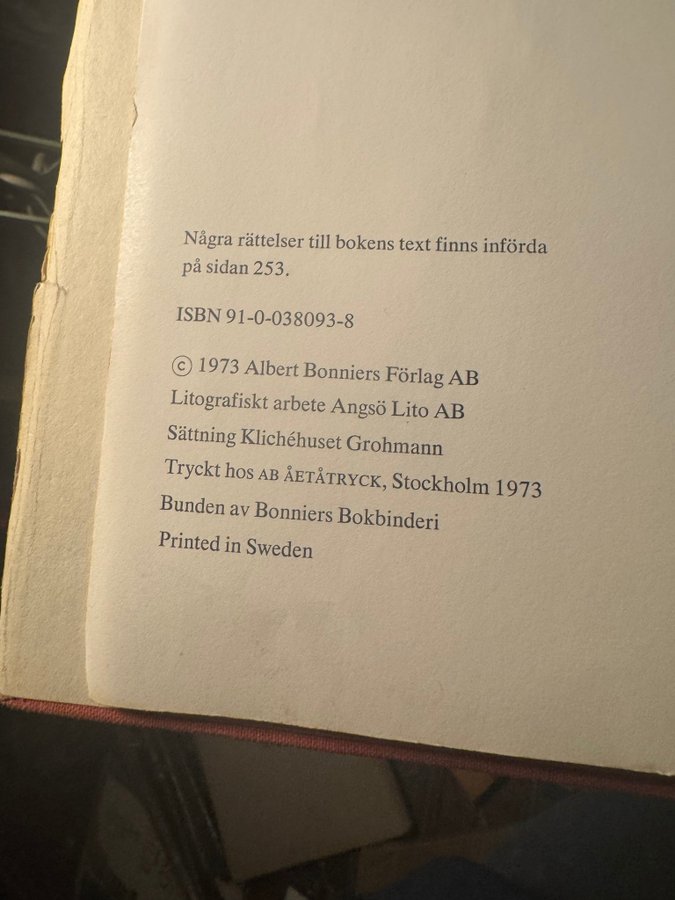 Några rättelser till bokens text finns införda
på sidan 253.
ISBN 91-0-038093-8
© 1973 Albert Bonniers Förlag AB
Litografiskt arbete Angsö Lito AB
Sättning Klichéhuset Grohmann
Tryckt hos AB ÅETÅTRYCK, Stockholm 1973
Bunden av Bonniers Bokbinderi
Printed in Sweden